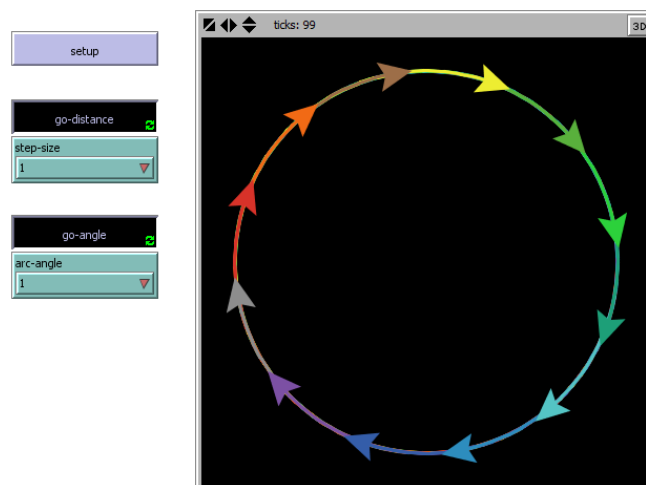 ticks: 99
3D
setup
go-distance
step-size
1
go-angle
arc-angle
1